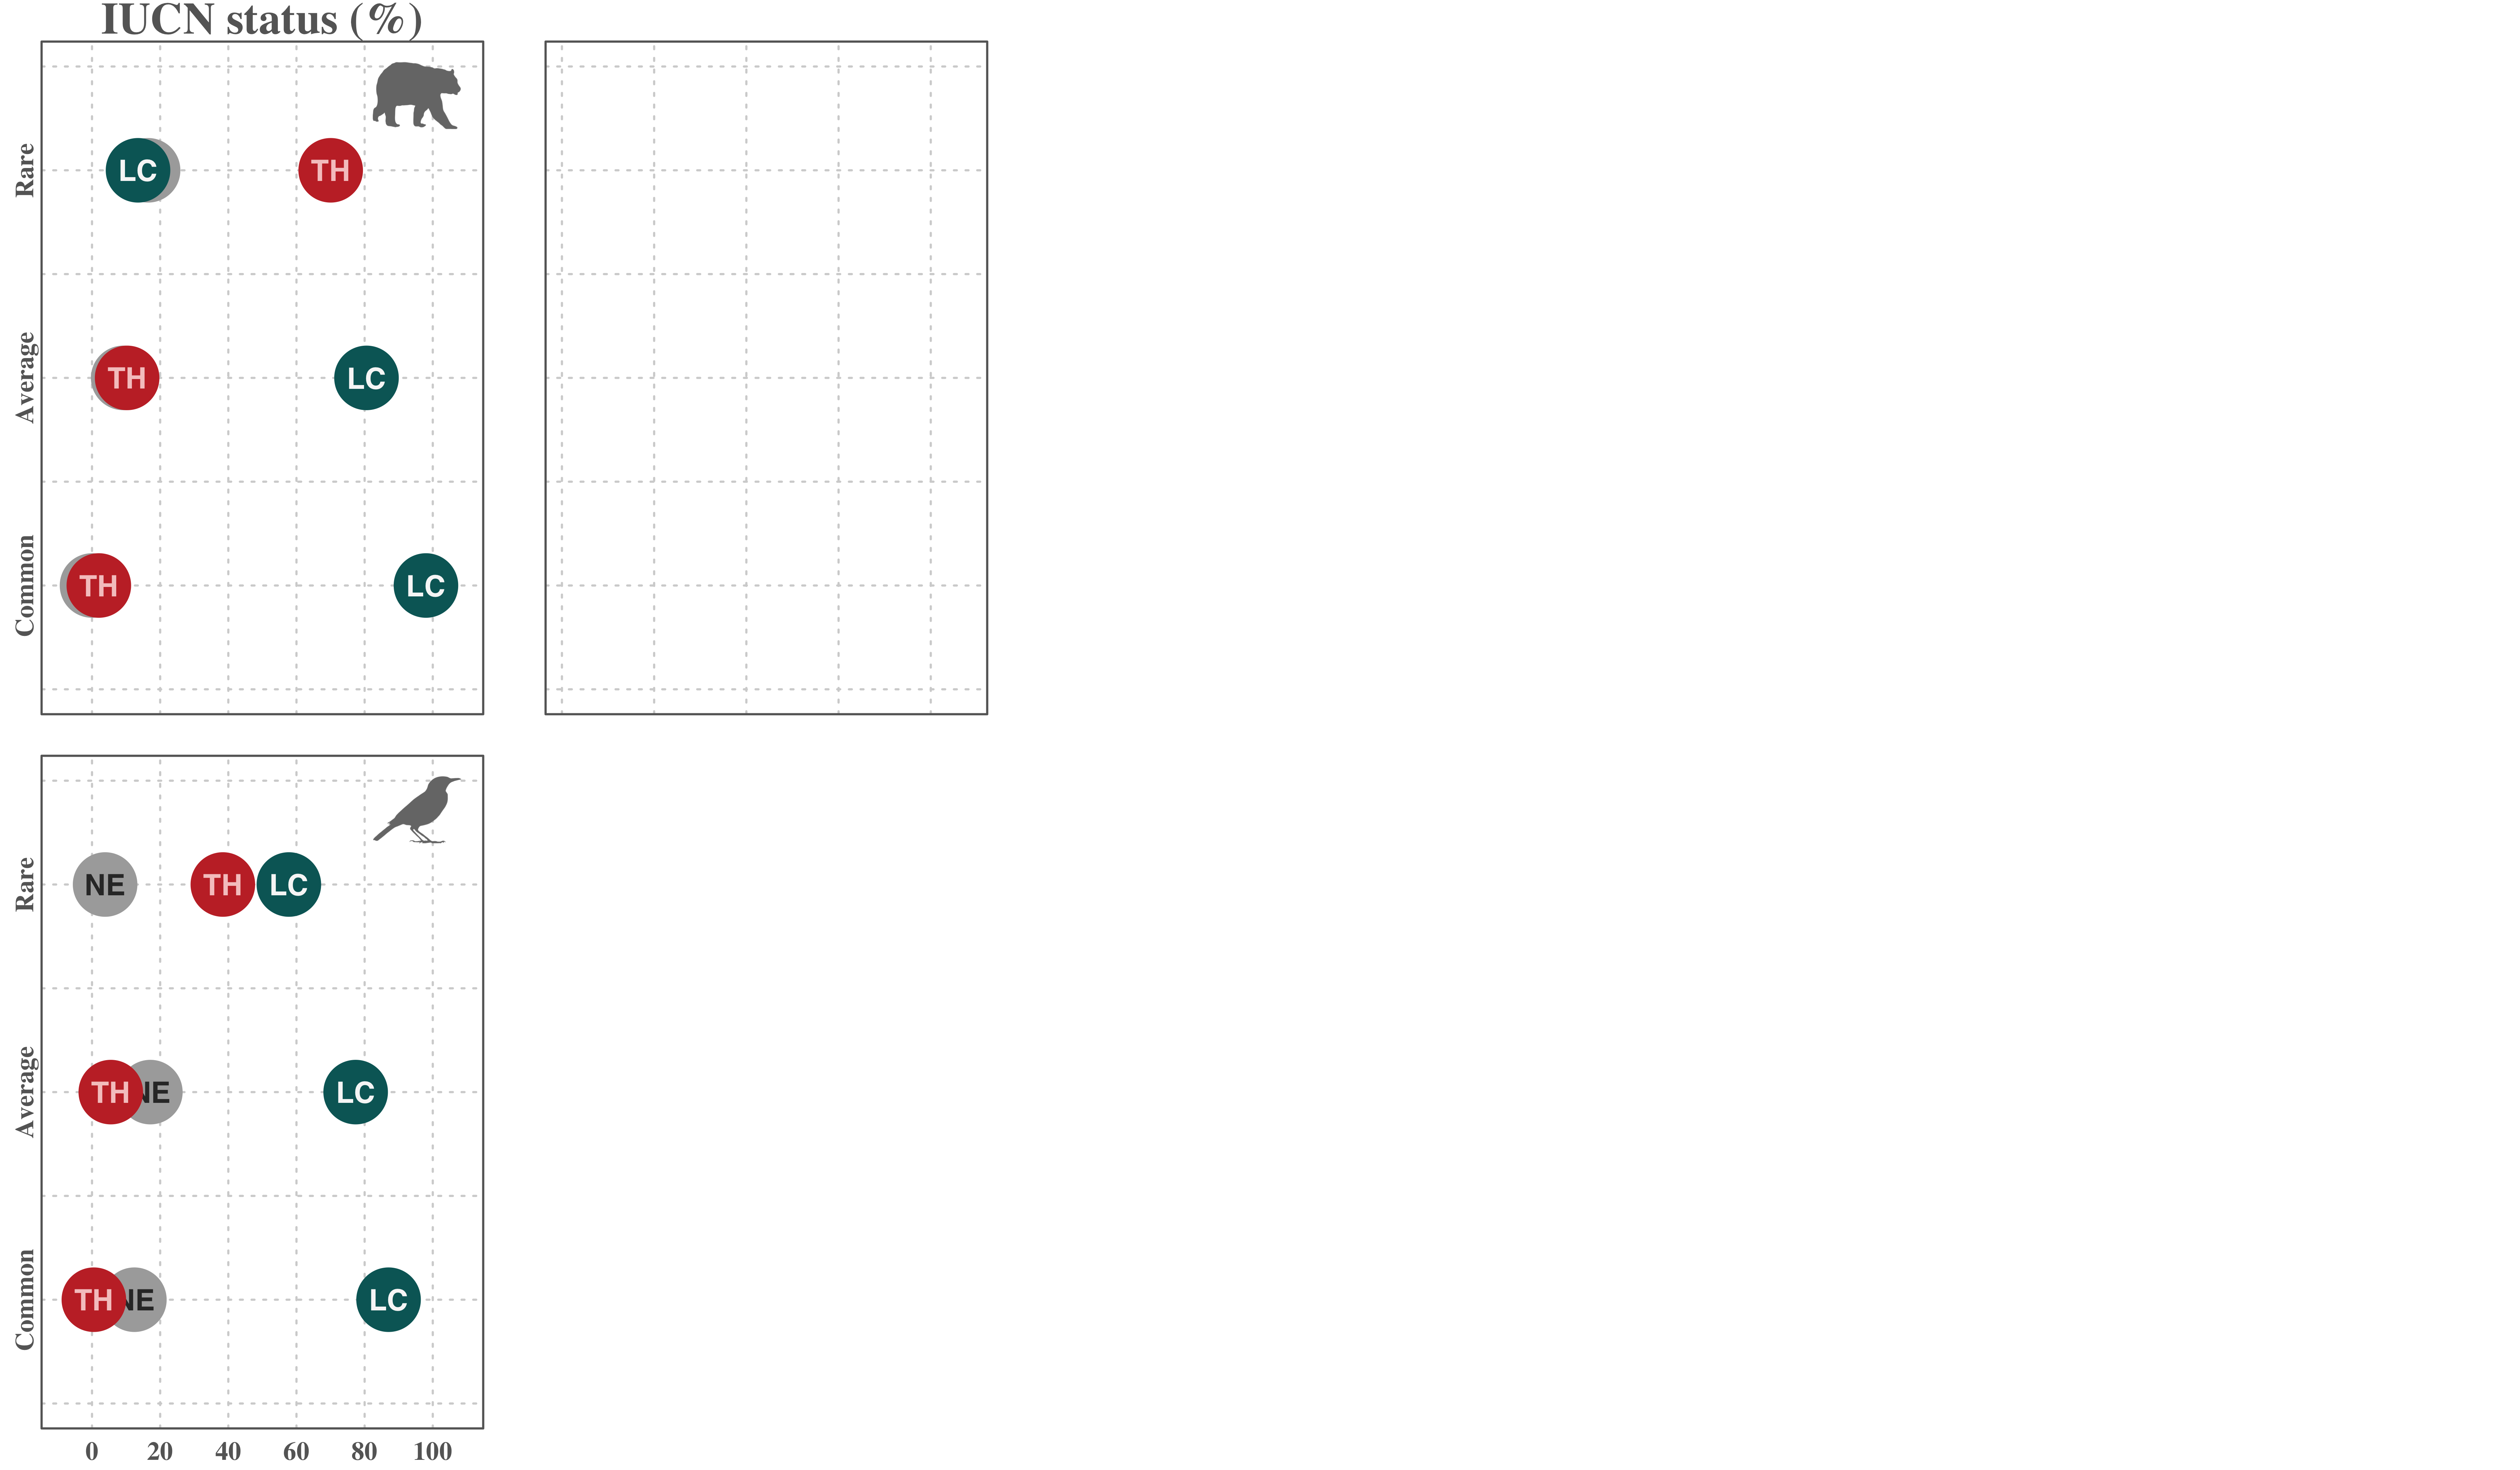 IUCN status (%)
Rare
LC
TH
Average
TH
LC
Common
TH
LC
Rare
NE
TH
LC
Average
TH
NE
LC
Common
TH
NE
LC
0 20 40 60 80 100